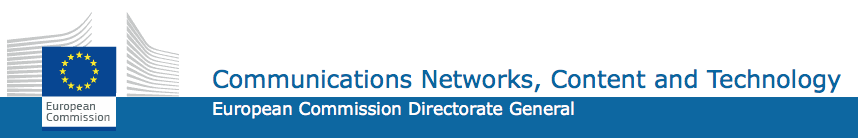 Communications Networks, Content and Technology
European Commission Directorate General
European
Commission